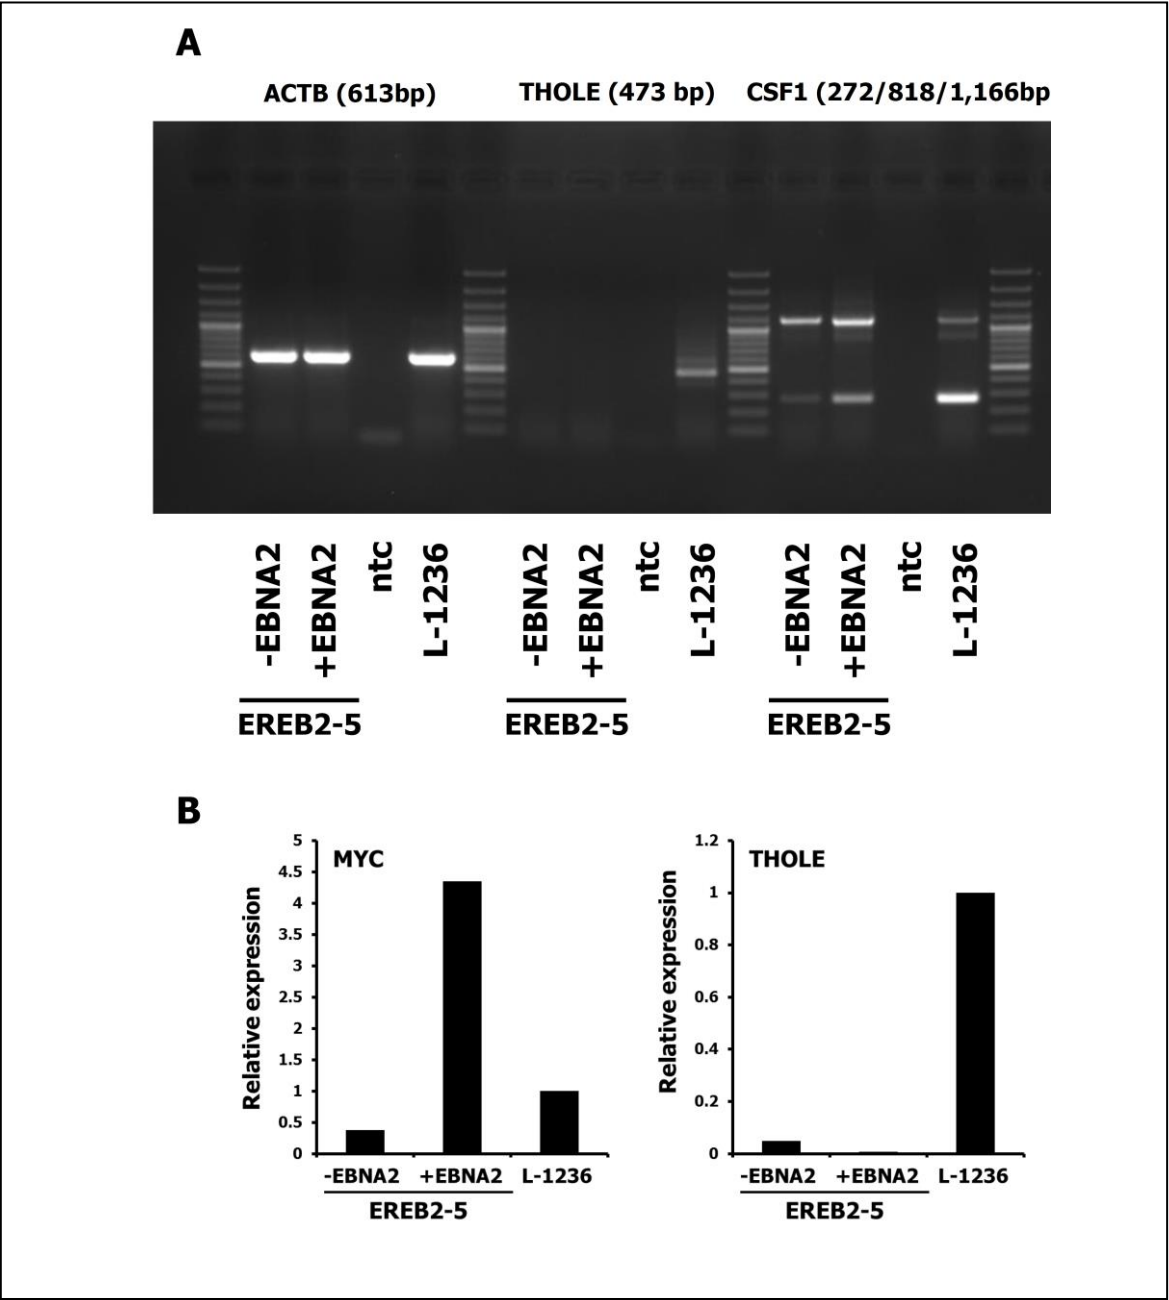 A
ACTB (613bp)
THOLE (473 bp)
CSF1 (272/818/1,166bp
-EBNA2
+EBNA2
ntc
L-1236
-EBNA2
+EBNA2
ntc
L-1236
-EBNA2
+EBNA2
ntc
L-1236
EREB2-5
EREB2-5
EREB2-5
B
MYC
Relative expression
5
4.5
4
3.5
3
2.5
2
1.5
1
0.5
0
-EBNA2
+EBNA2
L-1236
EREB2-5
THOLE
Relative expression
1.2
1
0.8
0.6
0.4
0.2
0
-EBNA2
+EBNA2
L-1236
EREB2-5